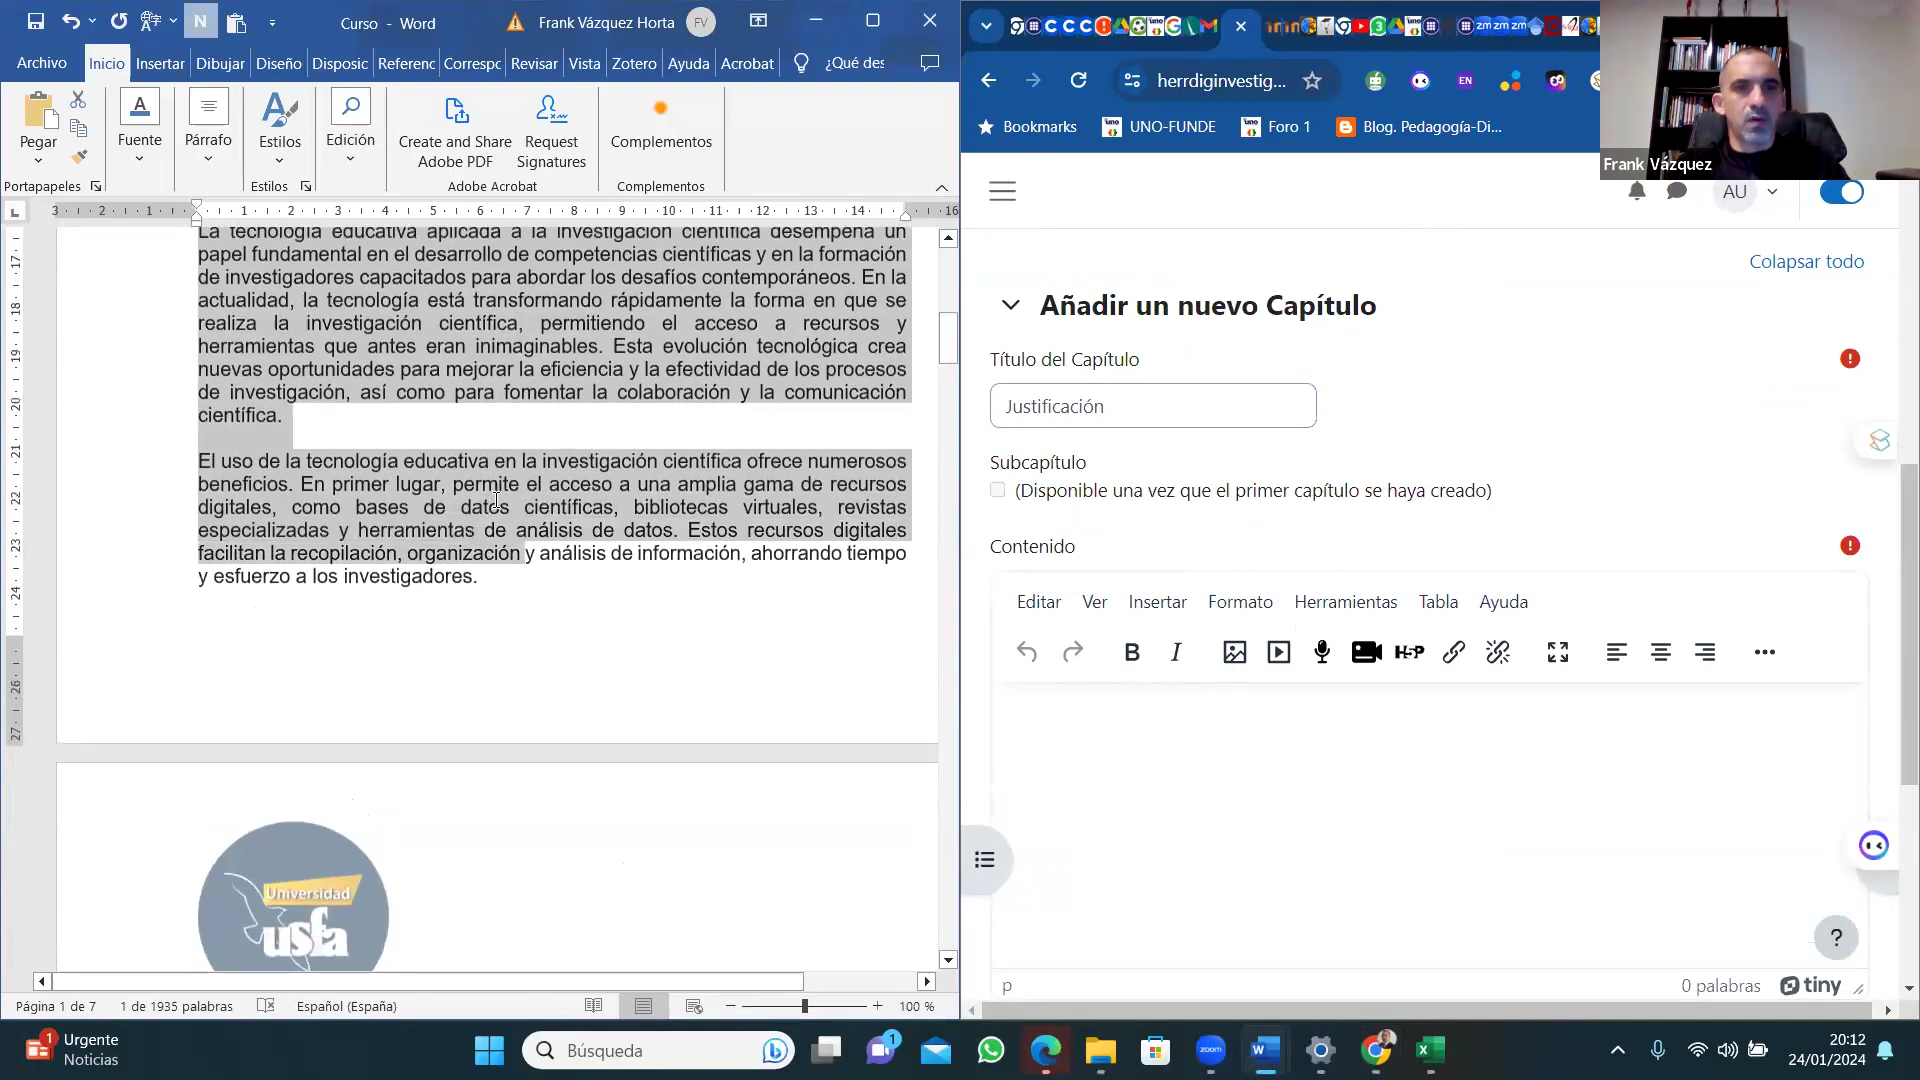 Curso - Word
Frank Vázquez Horta
FV
Archivo
Inicio
Insertar
Dibujar
Diseño
Disposic
Referenc
Corresp
Revisar
Vista
Zotero
Ayuda
Acrobat
¿Qué des
Pegar
Fuente
Párrafo
Estilos
Edición
Create and Share
Adobe PDF
Request
Signatures
Complementos
Portapapeles
Estilos
Adobe Acrobat
Complementos
La tecnología educativa aplicada a la investigación científica desempeña un
papel fundamental en el desarrollo de competencias científicas y en la formación
de investigadores capacitados para abordar los desafíos contemporáneos. En la
actualidad, la tecnología está transformando rápidamente la forma en que se
realiza la investigación científica, permitiendo el acceso a recursos y
herramientas que antes eran inimaginables. Esta evolución tecnológica crea
nuevas oportunidades para mejorar la eficiencia y la efectividad de los procesos
de investigación, así como para fomentar la colaboración y la comunicación
científica.
El uso de la tecnología educativa en la investigación científica ofrece numerosos
beneficios. En primer lugar, permite el acceso a una amplia gama de recursos
digitales, como bases de datos científicas, bibliotecas virtuales, revistas
especializadas y herramientas de análisis de datos. Estos recursos digitales
facilitan la recopilación, organización y análisis de información, ahorrando tiempo
y esfuerzo a los investigadores.
Universidad
usfa
Página 1 de 7
1 de 1935 palabras
Español (España)
100 %
herrdiginvestig...
EN
Bookmarks
UNO-FUNDE
Foro 1
Blog. Pedagogía-Di...
Frank Vázquez
AU
Colapsar todo
Añadir un nuevo Capítulo
Título del Capítulo
Justificación
Subcapítulo
(Disponible una vez que el primer capítulo se haya creado)
Contenido
Editar Ver Insertar Formato Herramientas Tabla Ayuda
B I H5P
p
0 palabras
tiny
1
Urgente
Noticias
Búsqueda
1
zoom
20:12
24/01/2024